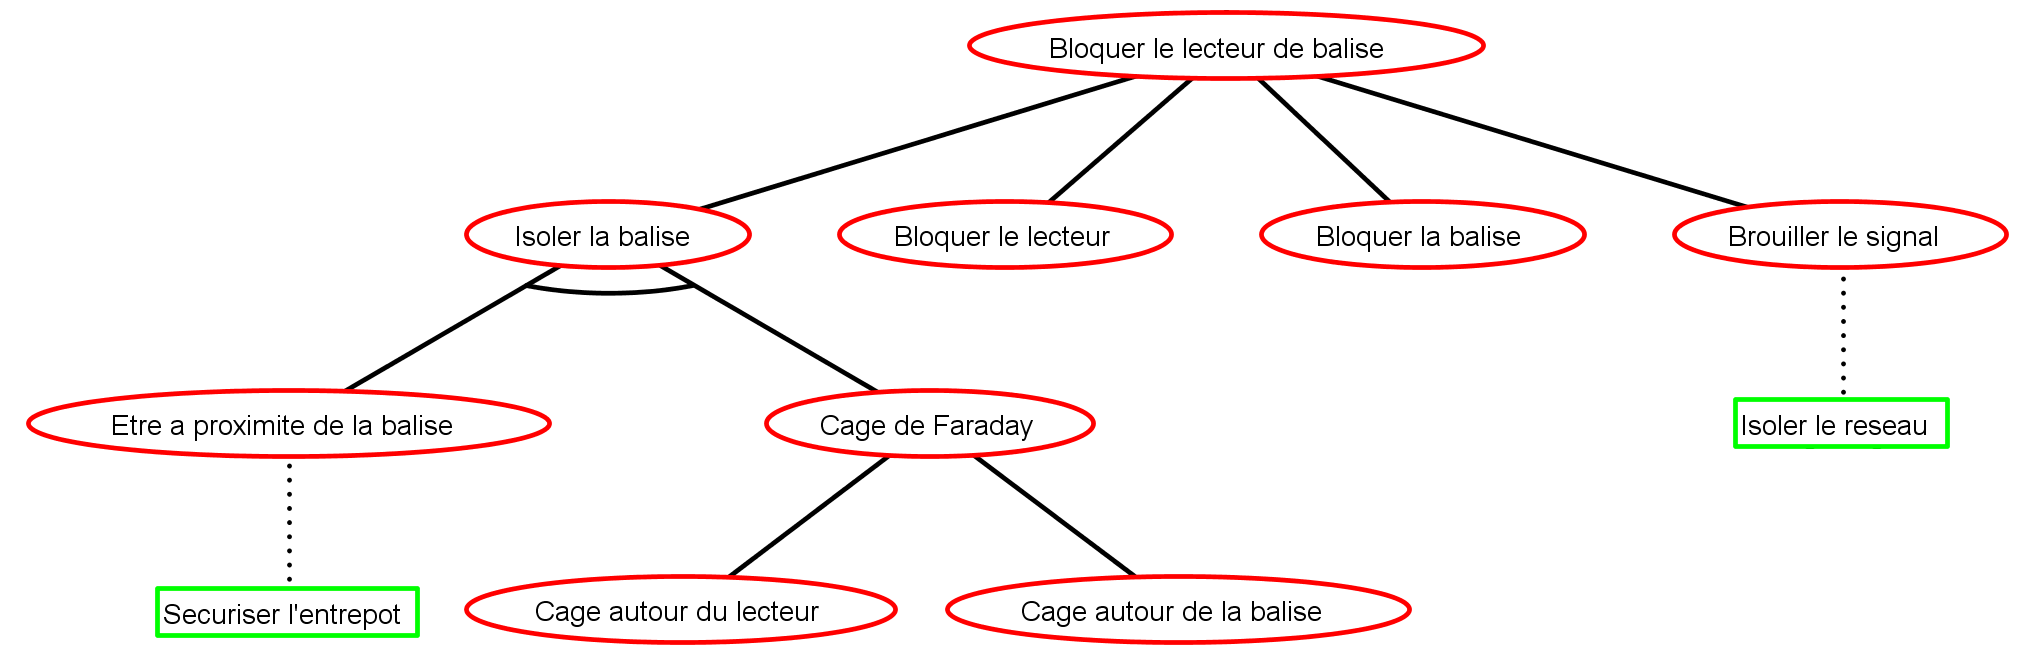 Bloquer le lecteur de balise
Isoler la balise
Bloquer le lecteur
Bloquer la balise
Brouiller le signal
Etre a proximite de la balise
Cage de Faraday
Isoler le reseau
Securiser l'entrepot
Cage autour du lecteur
Cage autour de la balise